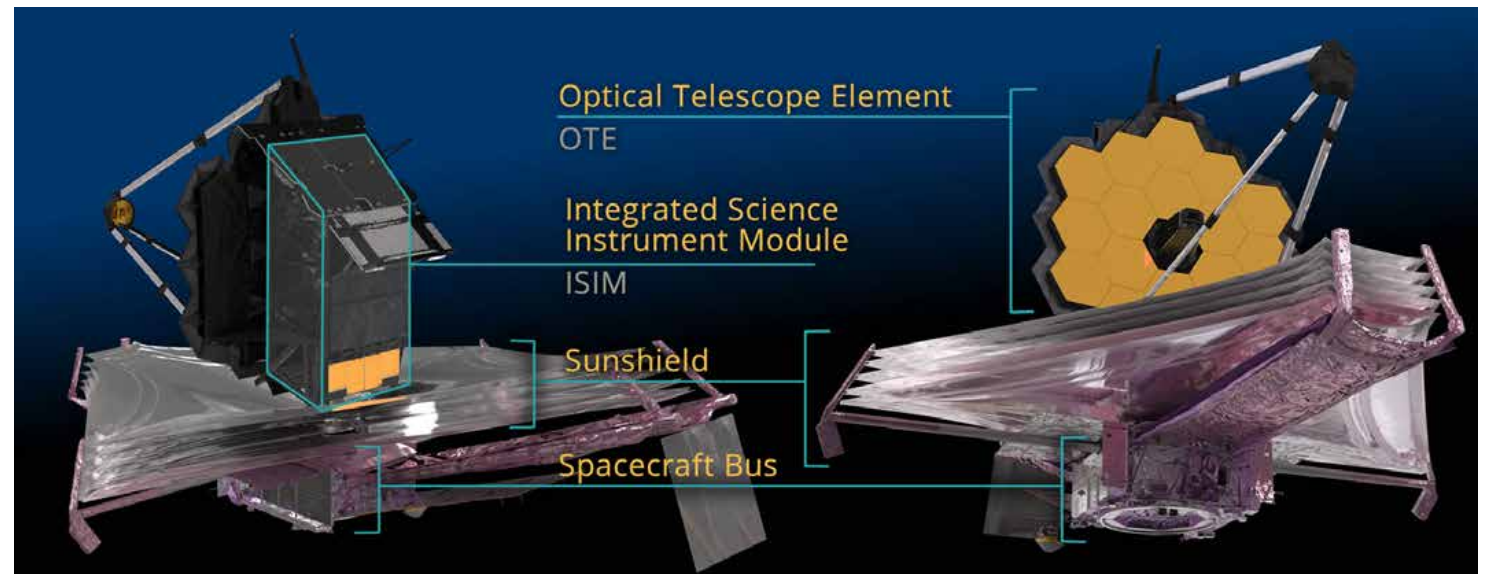 Optical Telescope Element
OTE
Integrated Science
Instrument Module
ISIM
Sunshield
Spacecraft Bus